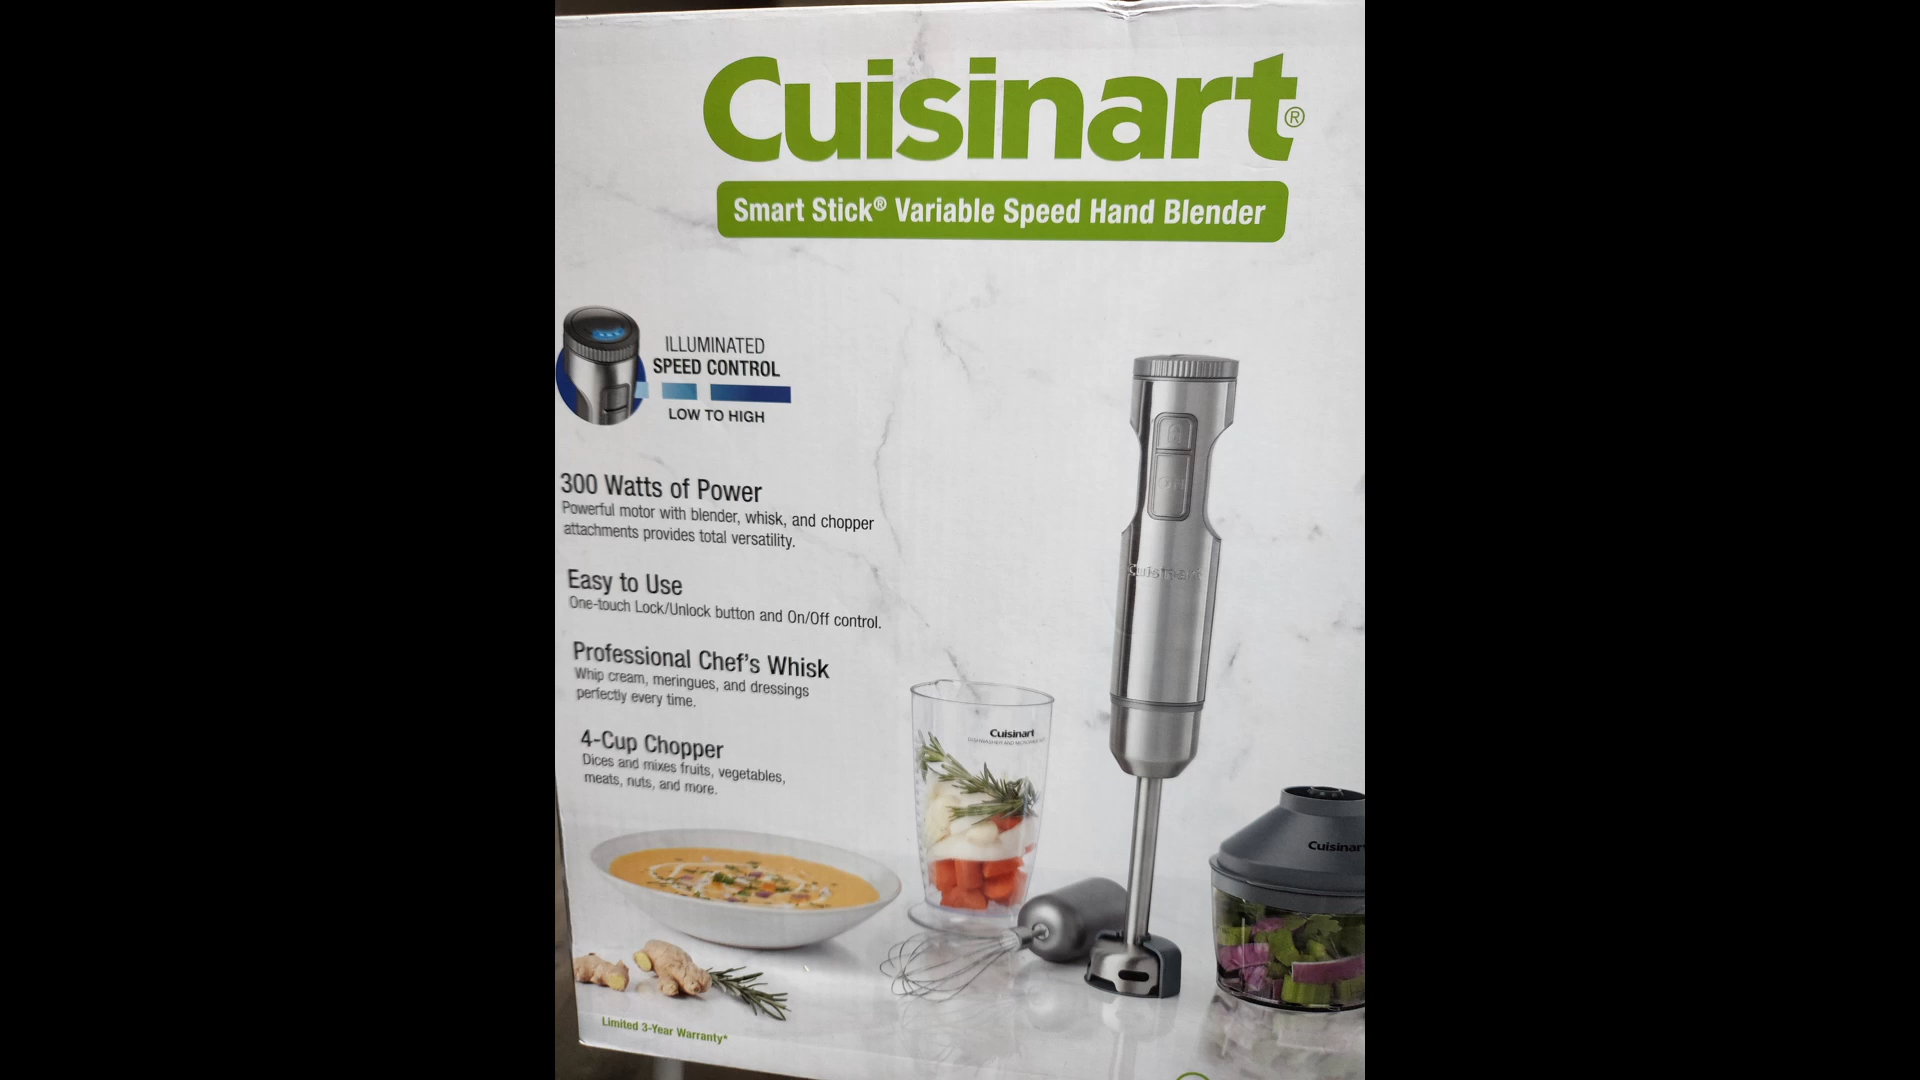 Cuisinart®
Smart Stick® Variable Speed Hand Blender
ILLUMINATED
SPEED CONTROL
LOW TO HIGH
300 Watts of Power
Powerful motor with blender, whisk, and chopper
attachments provides total versatility.
Easy to Use
One-touch Lock/Unlock button and On/Off control.
Professional Chef's Whisk
Whip cream, meringues, and dressings
perfectly every time.
4-Cup Chopper
Dices and mixes fruits, vegetables,
meats, nuts, and more.
ON
Cuisinart
Cuisinart
Cuisinar
Limited 3-Year Warranty*